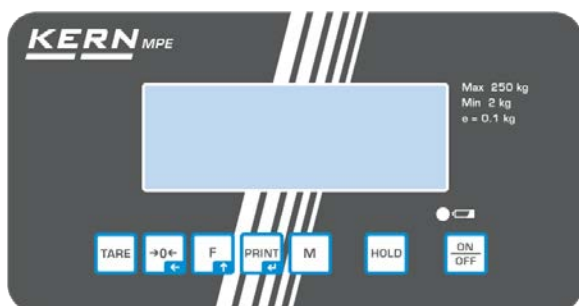 KERN MPE
Max 250 kg
Min 2 kg
e = 0.1 kg
TARE →0← F PRINT M HOLD ON
OFF